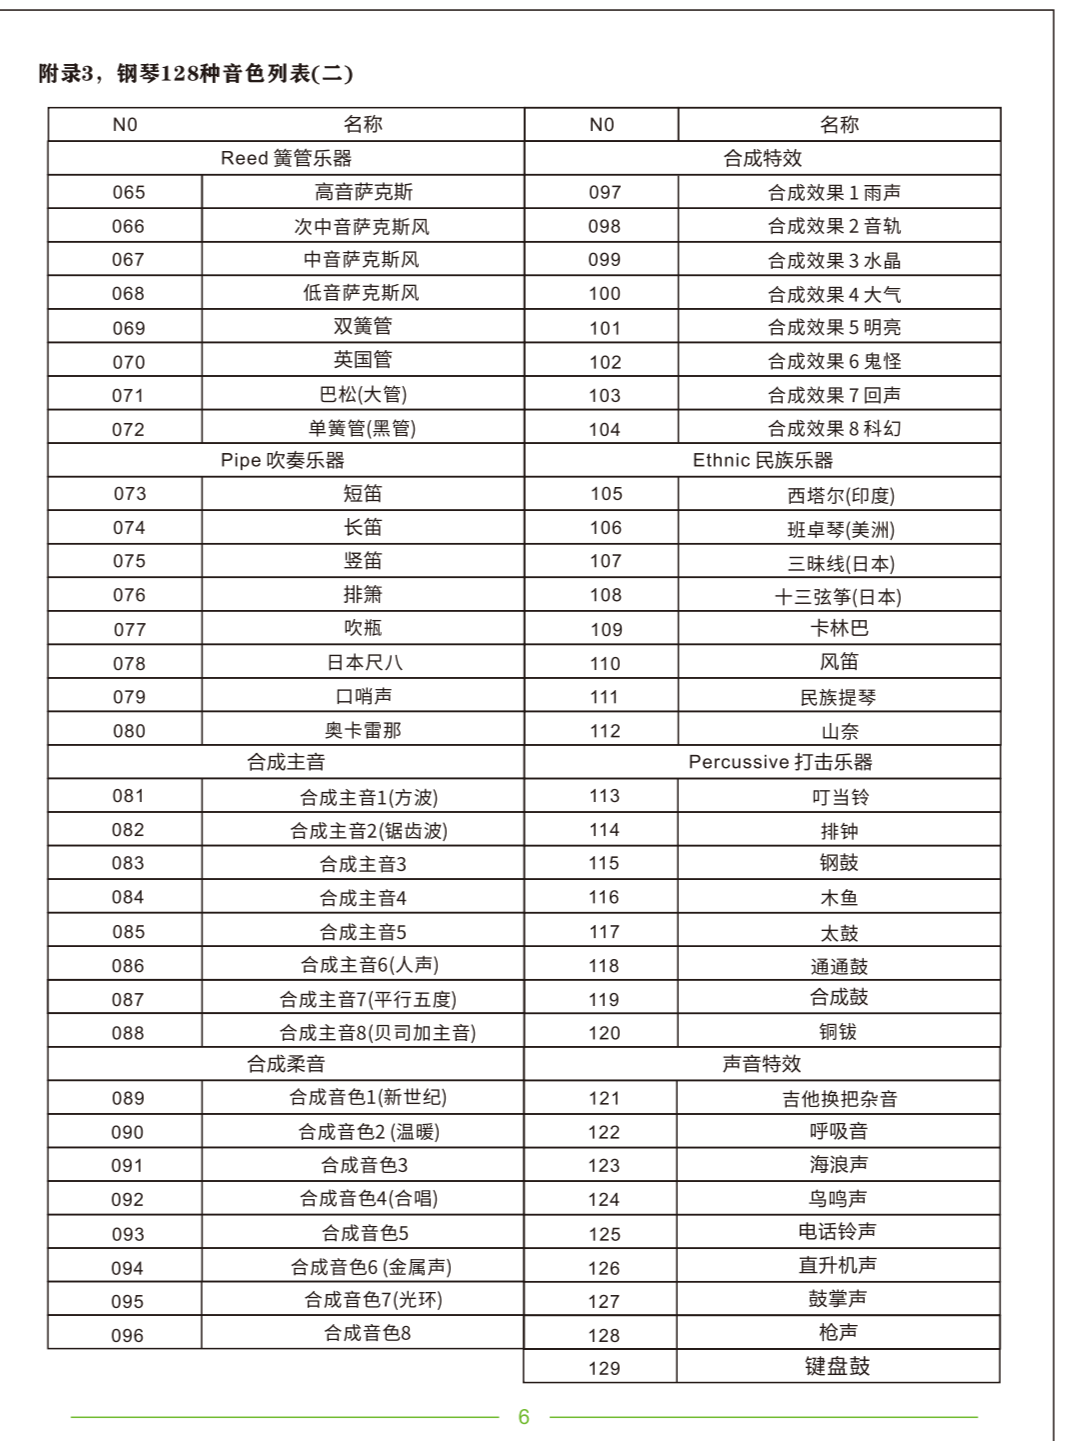 附录3，钢琴128种音色列表(二)
N0 名称 N0 名称
Reed 簧管乐器 合成特效
065 高音萨克斯 097 合成效果1雨声
066 次中音萨克斯风 098 合成效果2音轨
067 中音萨克斯风 099 合成效果3水晶
068 低音萨克斯风 100 合成效果4大气
069 双簧管 101 合成效果5明亮
070 英国管 102 合成效果6鬼怪
071 巴松(大管) 103 合成效果7回声
072 单簧管(黑管) 104 合成效果8科幻
Pipe 吹奏乐器 Ethnic 民族乐器
073 短笛 105 西塔尔(印度)
074 长笛 106 班卓琴(美洲)
075 竖笛 107 三昧线(日本)
076 排箫 108 十三弦筝(日本)
077 吹瓶 109 卡林巴
078 日本尺八 110 风笛
079 口哨声 111 民族提琴
080 奥卡雷那 112 山奈
合成主音 Percussive 打击乐器
081 合成主音1(方波) 113 叮当铃
082 合成主音2(锯齿波) 114 排钟
083 合成主音3 115 钢鼓
084 合成主音4 116 木鱼
085 合成主音5 117 太鼓
086 合成主音6(人声) 118 通通鼓
087 合成主音7(平行五度) 119 合成鼓
088 合成主音8(贝司加主音) 120 铜钹
合成柔音 声音特效
089 合成音色1(新世纪) 121 吉他换把杂音
090 合成音色2 (温暖) 122 呼吸音
091 合成音色3 123 海浪声
092 合成音色4(合唱) 124 鸟鸣声
093 合成音色5 125 电话铃声
094 合成音色6 (金属声) 126 直升机声
095 合成音色7(光环) 127 鼓掌声
096 合成音色8 128 枪声
129 键盘鼓
6